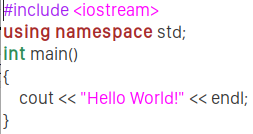 #include <iostream>
using namespace std;
int main()
{
cout << "Hello World!" << endl;
}